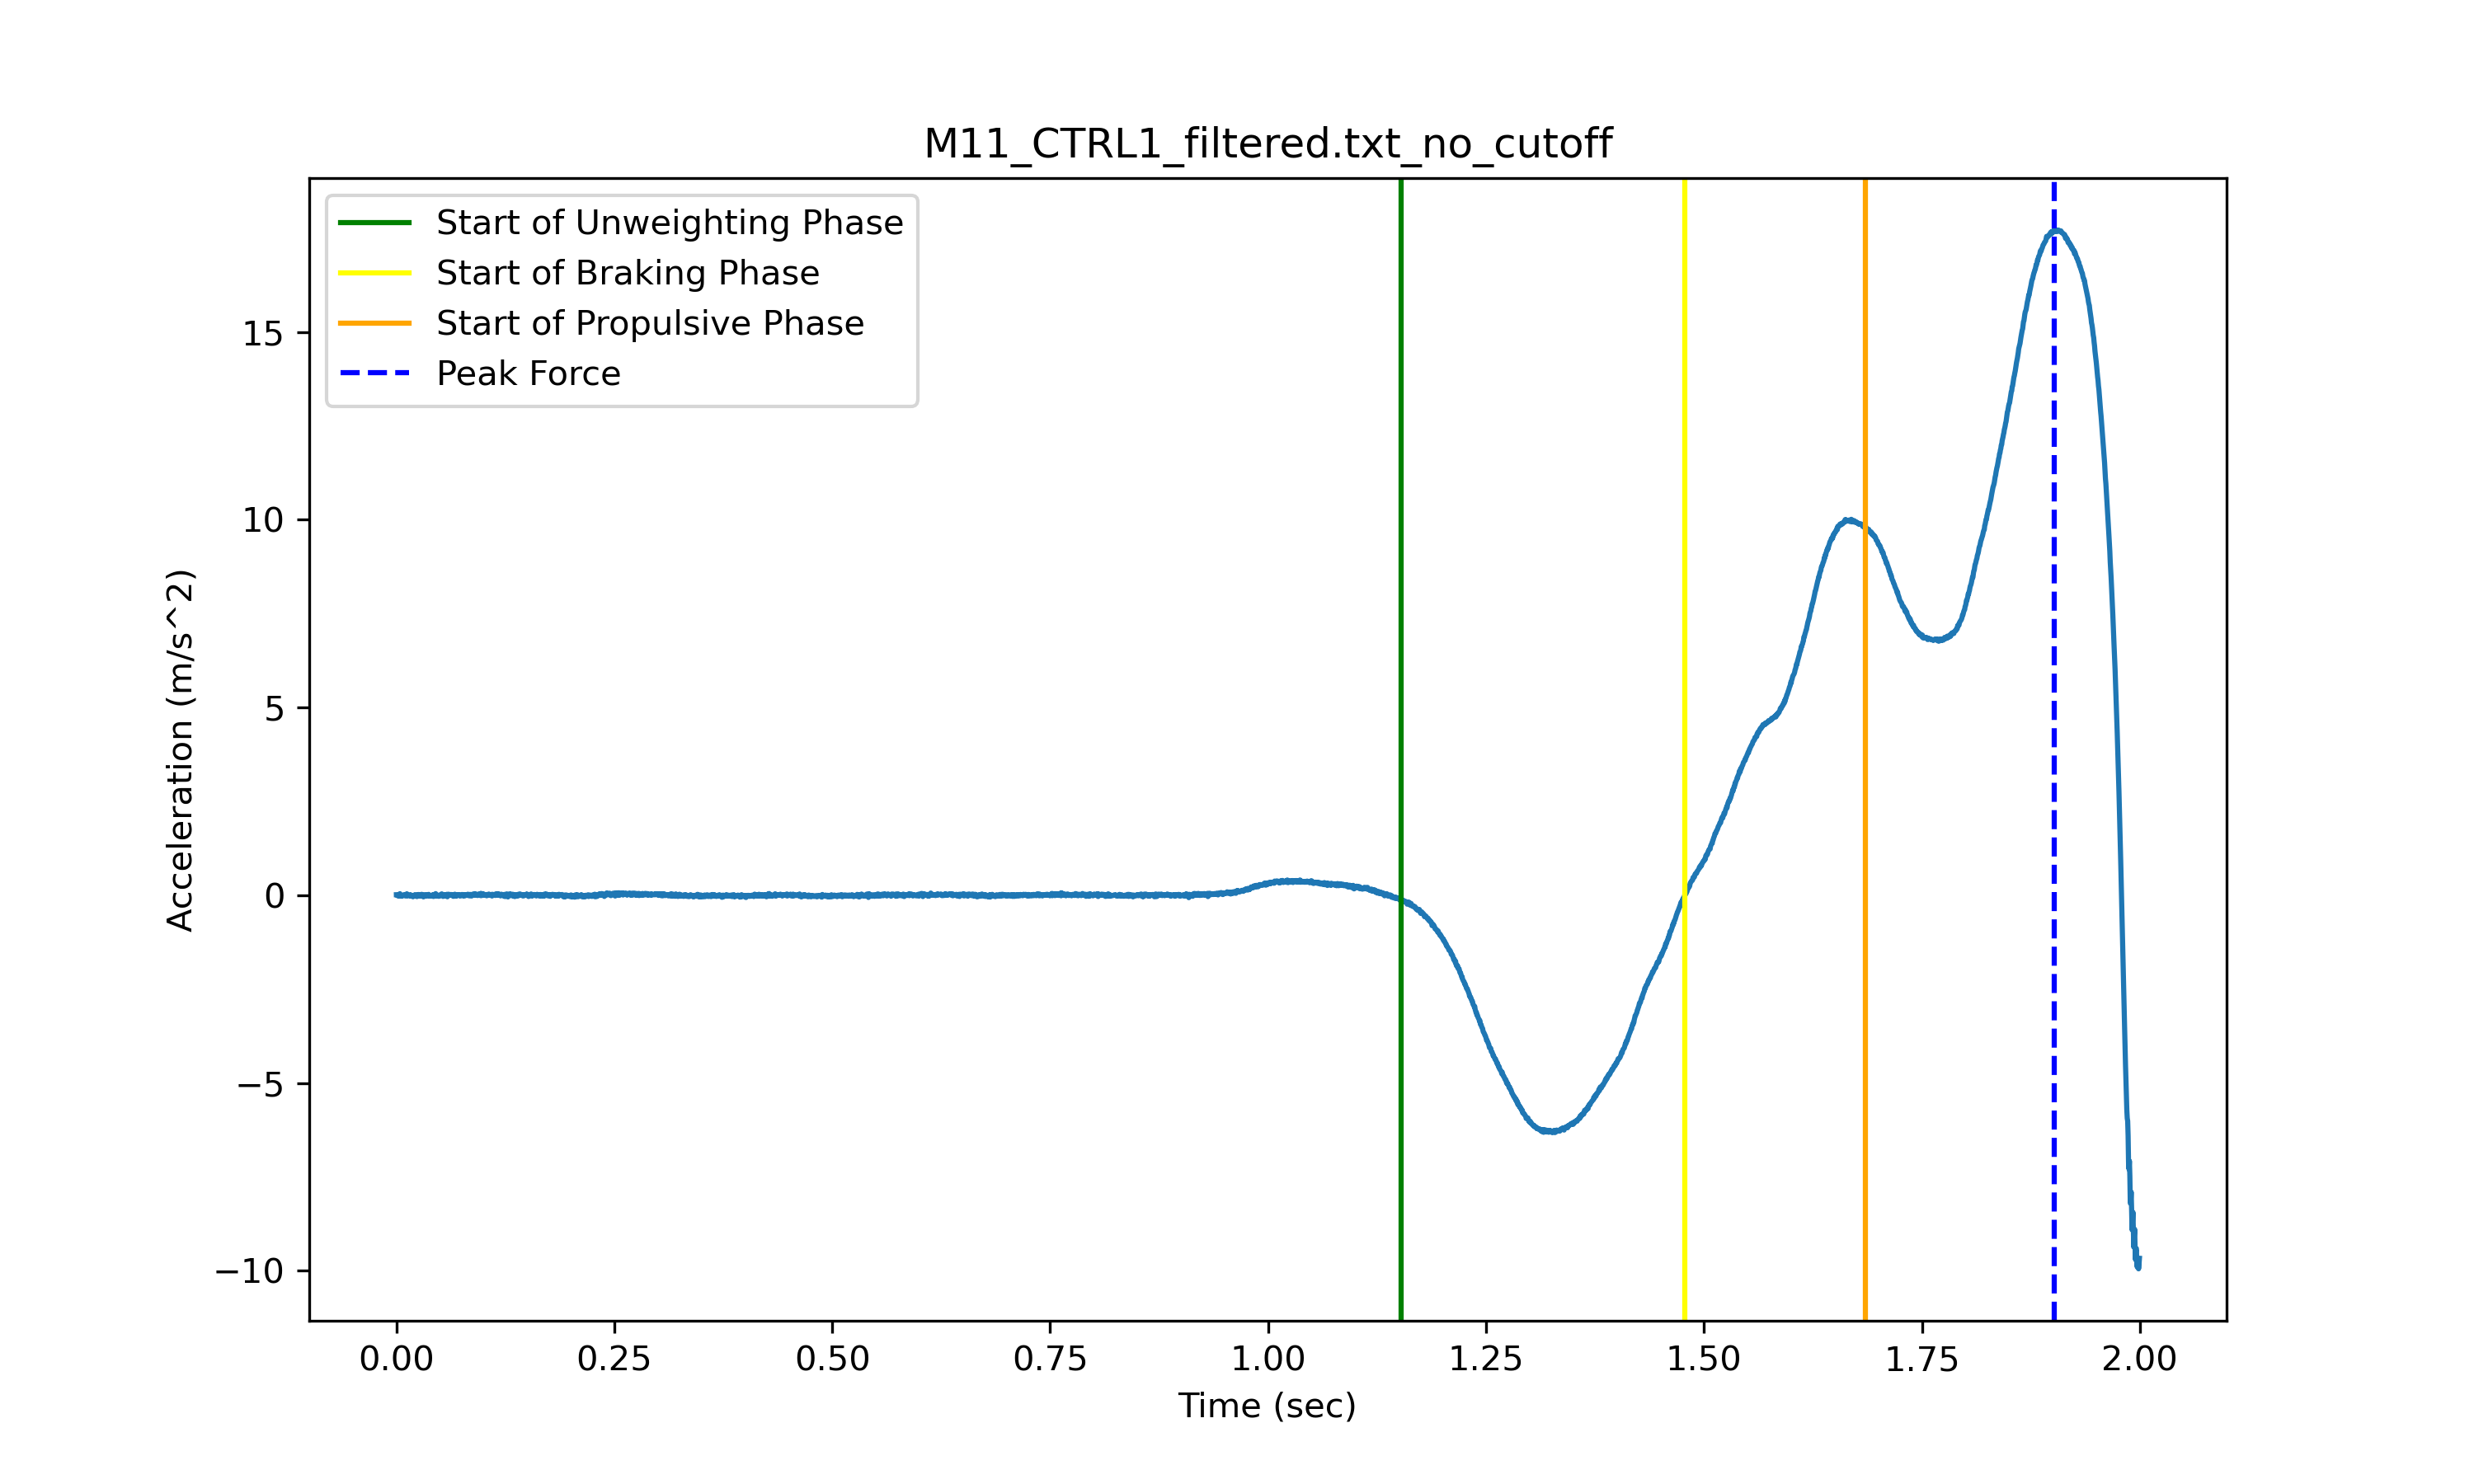 M11_CTRL1_filtered.txt_no_cutoff
Start of Unweighting Phase
Start of Braking Phase
Start of Propulsive Phase
Peak Force
15
10
5
0
−5
−10
Acceleration (m/s^2)
0.00 0.25 0.50 0.75 1.00 1.25 1.50 1.75 2.00
Time (sec)